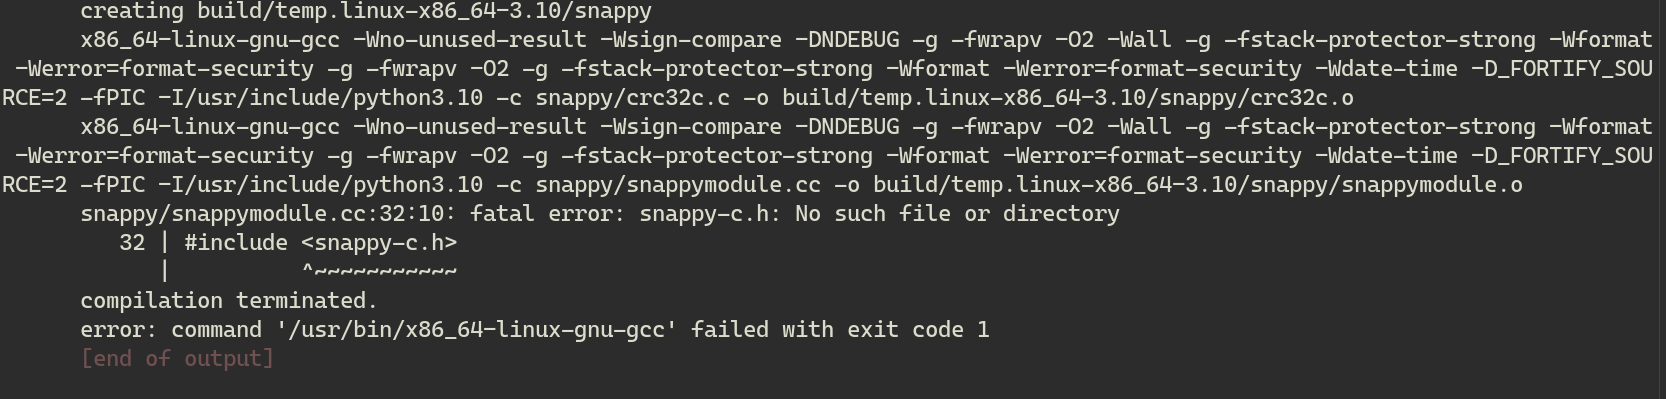 creating build/temp.linux-x86_64-3.10/snappy
x86_64-linux-gnu-gcc -Wno-unused-result -Wsign-compare -DNDEBUG -g -fwrapv -O2 -Wall -g -fstack-protector-strong -Wformat
-Werror=format-security -g -fwrapv -O2 -g -fstack-protector-strong -Wformat -Werror=format-security -Wdate-time -D_FORTIFY_SOU
RCE=2 -fPIC -I/usr/include/python3.10 -c snappy/crc32c.c -o build/temp.linux-x86_64-3.10/snappy/crc32c.o
x86_64-linux-gnu-gcc -Wno-unused-result -Wsign-compare -DNDEBUG -g -fwrapv -O2 -Wall -g -fstack-protector-strong -Wformat
-Werror=format-security -g -fwrapv -O2 -g -fstack-protector-strong -Wformat -Werror=format-security -Wdate-time -D_FORTIFY_SOU
RCE=2 -fPIC -I/usr/include/python3.10 -c snappy/snappymodule.cc -o build/temp.linux-x86_64-3.10/snappy/snappymodule.o
snappy/snappymodule.cc:32:10: fatal error: snappy-c.h: No such file or directory
32 | #include <snappy-c.h>
| ^~~~~~~~~~~~
compilation terminated.
error: command '/usr/bin/x86_64-linux-gnu-gcc' failed with exit code 1
[end of output]